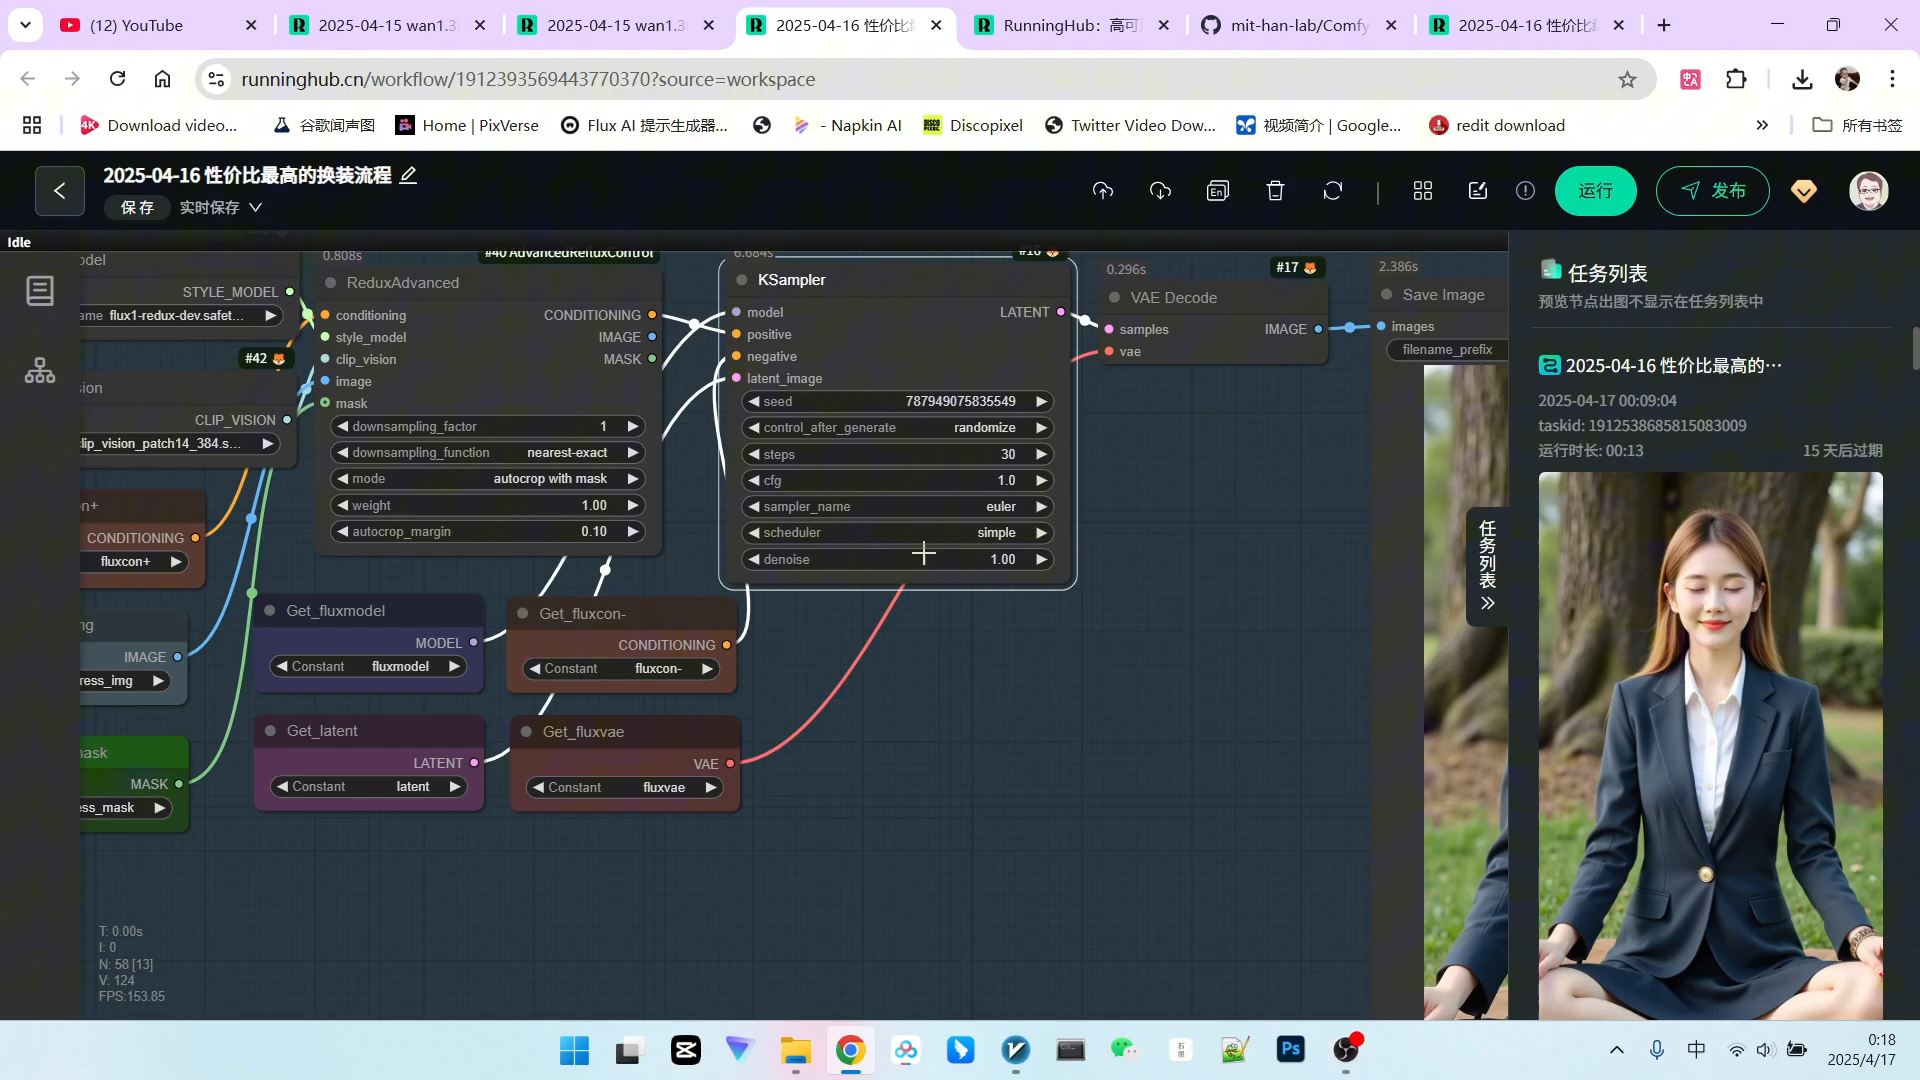 (12) YouTube
2025-04-15 wan1.3
2025-04-15 wan1.3
2025-04-16 性价比
RunningHub：高可
mit-han-lab/Comfy
2025-04-16 性价比
runninghub.cn/workflow/1912393569443770370?source=workspace
4K Download video...
谷歌闻声图
Home | PixVerse
Flux AI 提示生成器...
- Napkin AI
Discopixel
Twitter Video Dow...
视频简介 | Google...
redit download
所有书签
2025-04-16 性价比最高的换装流程
保存
实时保存
En
运行
发布
Idle
STYLE_MODEL
flux1-redux-dev.safet...
#42
CLIP_VISION
clip_vision_patch14_384.s...
CONDITIONING
fluxcon+
IMAGE
ress_img
MASK
ess_mask
0.808s
#40 AdvancedReduxControl
ReduxAdvanced
conditioning
style_model
clip_vision
image
mask
CONDITIONING
IMAGE
MASK
downsampling_factor 1
downsampling_function nearest-exact
mode autocrop with mask
weight 1.00
autocrop_margin 0.10
Get_fluxmodel
MODEL
Constant fluxmodel
Get_fluxcon-
CONDITIONING
Constant fluxcon-
Get_latent
LATENT
Constant latent
Get_fluxvae
VAE
Constant fluxvae
6.684s
#16
KSampler
model
positive
negative
latent_image
LATENT
seed 787949075835549
control_after_generate randomize
steps 30
cfg 1.0
sampler_name euler
scheduler simple
denoise 1.00
0.296s
#17
VAE Decode
samples
vae
IMAGE
2.386s
Save Image
images
filename_prefix
任务列表
任务列表
预览节点出图不显示在任务列表中
2025-04-16 性价比最高的···
2025-04-17 00:09:04
taskid: 1912538685815083009
运行时长: 00:13
15 天后过期
T: 0.00s
I: 0
N: 58 [13]
V: 124
FPS:153.85
Ps
中
0:18
2025/4/17